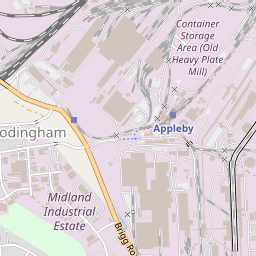 Container
Storage
Area (Old
Heavy Plate
Mill)
Appleby
odingham
Midland
Industrial
Estate
Brigg Ro